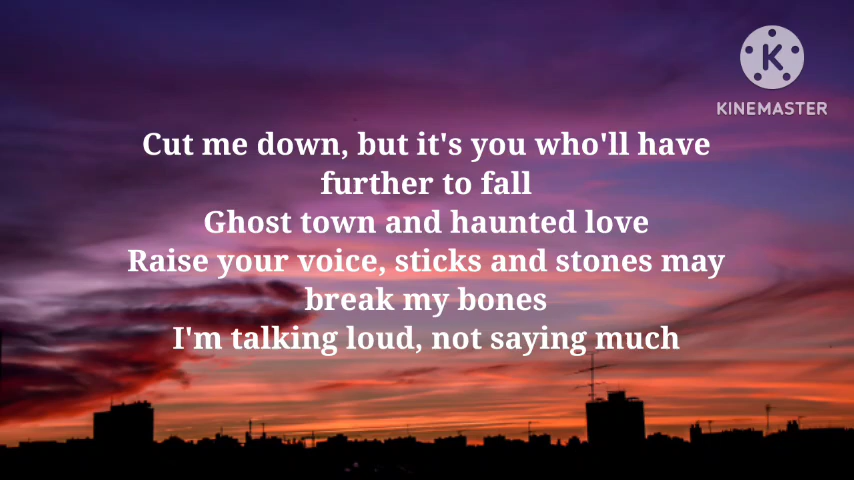 K
KINEMASTER
Cut me down, but it's you who'll have
further to fall
Ghost town and haunted love
Raise your voice, sticks and stones may
break my bones
I'm talking loud, not saying much